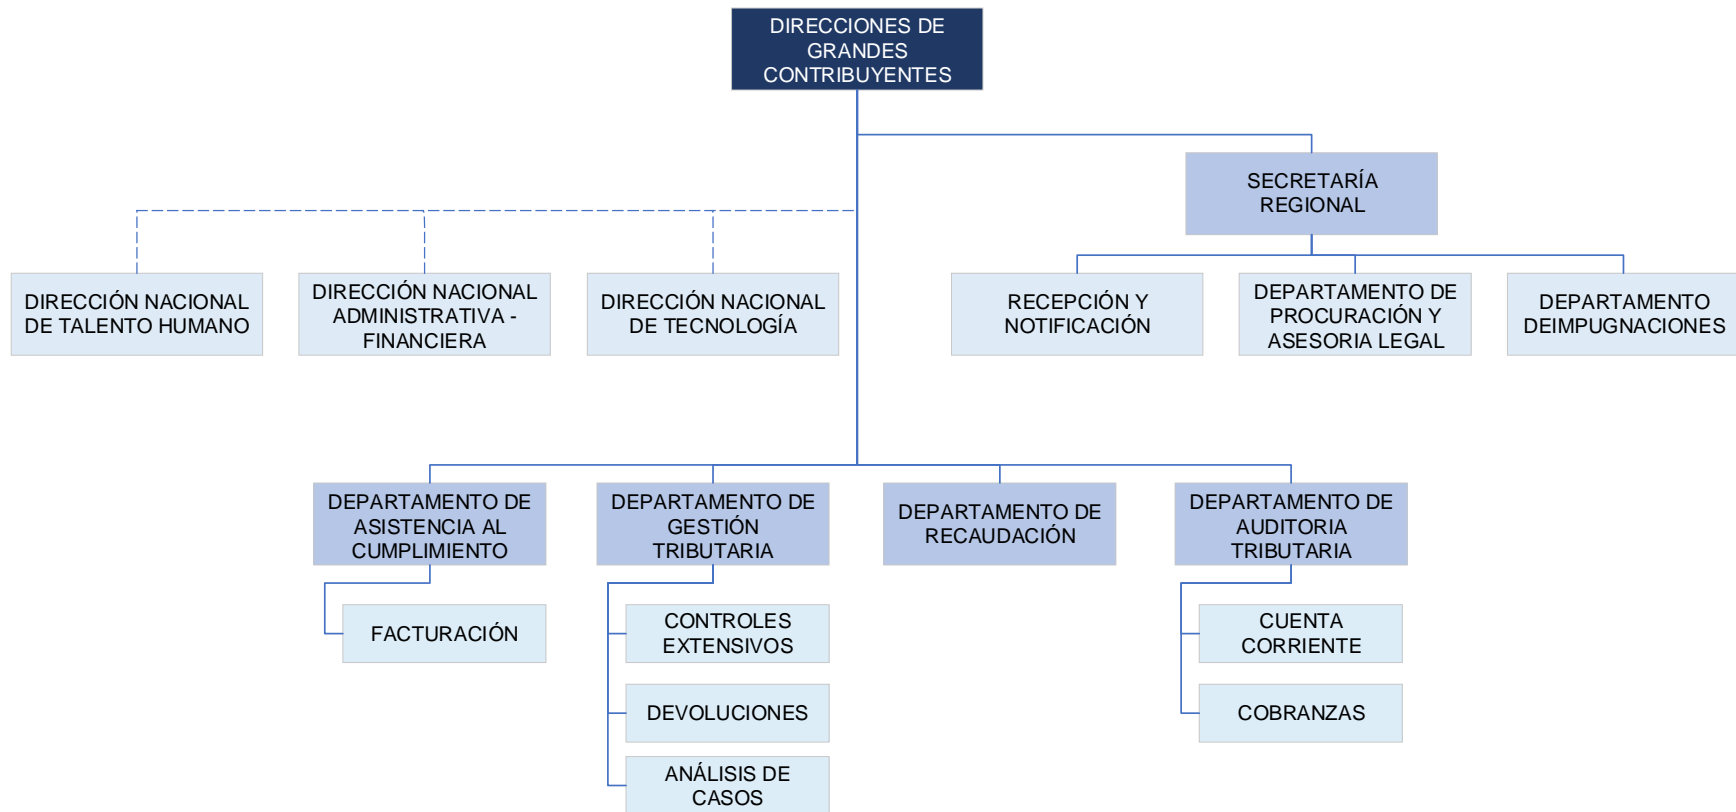 DIRECCIONES DE
GRANDES
CONTRIBUYENTES
SECRETARÍA
REGIONAL
DIRECCIÓN NACIONAL
DE TALENTO HUMANO
DIRECCIÓN NACIONAL
ADMINISTRATIVA -
FINANCIERA
DIRECCIÓN NACIONAL
DE TECNOLOGÍA
RECEPCIÓN Y
NOTIFICACIÓN
DEPARTAMENTO DE
PROCURACIÓN Y
ASESORIA LEGAL
DEPARTAMENTO
DEIMPUGNACIONES
DEPARTAMENTO DE
ASISTENCIA AL
CUMPLIMIENTO
DEPARTAMENTO DE
GESTIÓN
TRIBUTARIA
DEPARTAMENTO DE
RECAUDACIÓN
DEPARTAMENTO DE
AUDITORIA
TRIBUTARIA
FACTURACIÓN
CONTROLES
EXTENSIVOS
CUENTA
CORRIENTE
DEVOLUCIONES
COBRANZAS
ANÁLISIS DE
CASOS